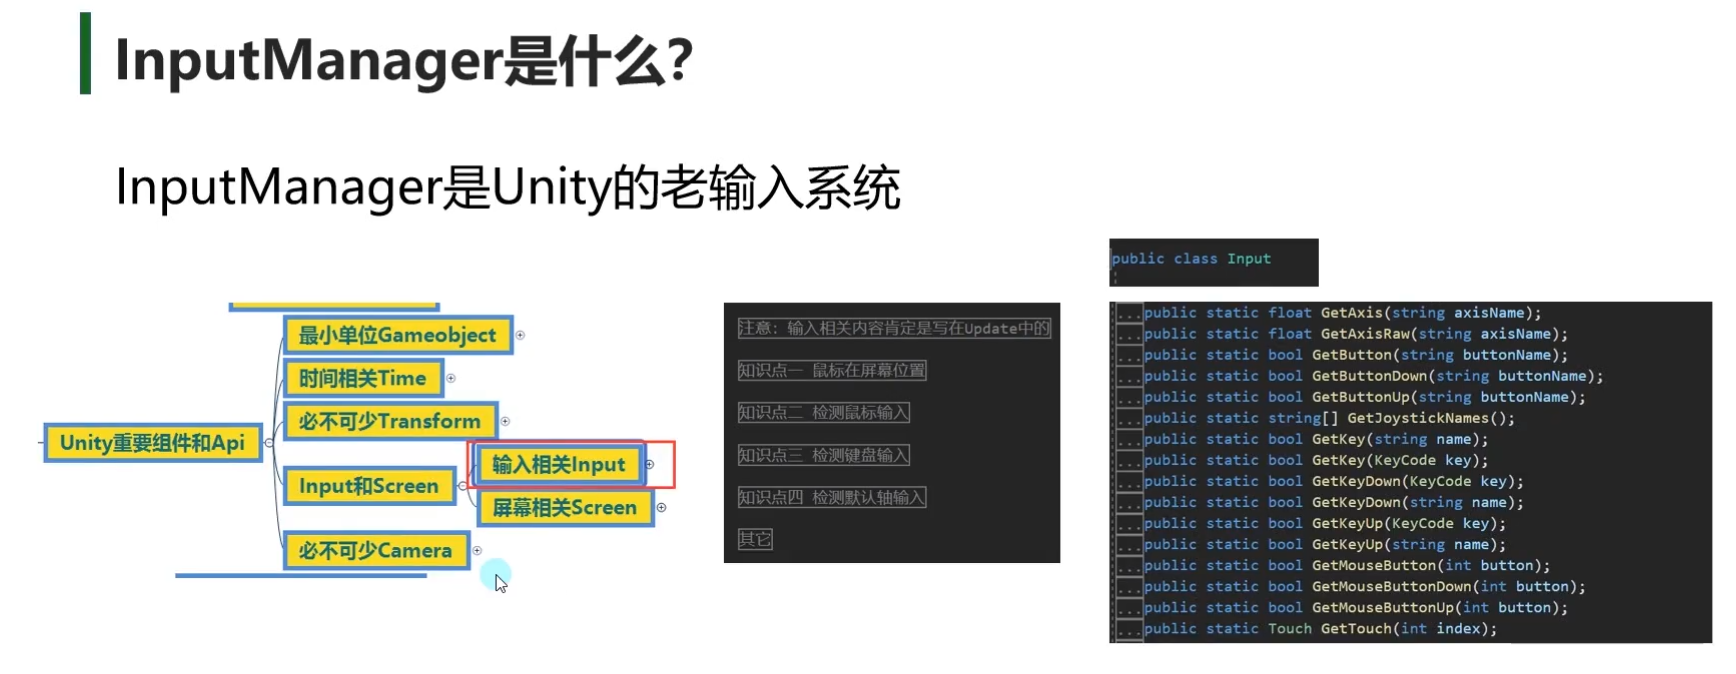 InputManager是什么?
InputManager是Unity的老输入系统
最小单位Gameobject
时间相关Time
必不可少Transform
Unity重要组件和Api
输入相关Input
Input和Screen
屏幕相关Screen
必不可少Camera
注意：输入相关内容肯定是写在Update中的
知识点一 鼠标在屏幕位置
知识点二 检测鼠标输入
知识点三 检测键盘输入
知识点四 检测默认轴输入
其它
public class Input
...public static float GetAxis(string axisName);
...public static float GetAxisRaw(string axisName);
...public static bool GetButton(string buttonName);
...public static bool GetButtonDown(string buttonName);
...public static bool GetButtonUp(string buttonName);
...public static string[] GetJoystickNames();
...public static bool GetKey(string name);
...public static bool GetKey(KeyCode key);
...public static bool GetKeyDown(KeyCode key);
...public static bool GetKeyDown(string name);
...public static bool GetKeyUp(KeyCode key);
...public static bool GetKeyUp(string name);
...public static bool GetMouseButton(int button);
...public static bool GetMouseButtonDown(int button);
...public static bool GetMouseButtonUp(int button);
...public static Touch GetTouch(int index);